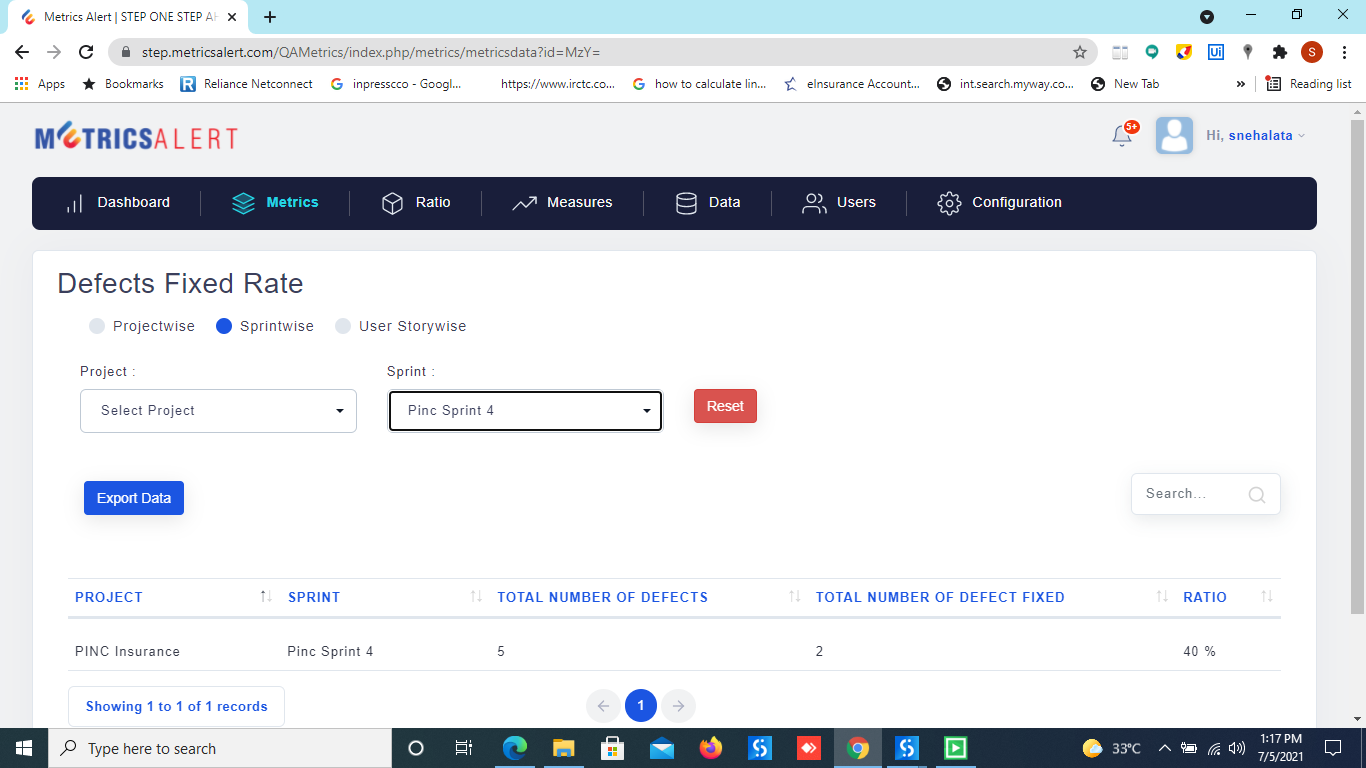 Metrics Alert | STEP ONE STEP AH
step.metricsalert.com/QAMetrics/index.php/metrics/metricsdata?id=MzY=
S
Apps Bookmarks R Reliance Netconnect G inpresscco - Googl... https://www.irctc.co... G how to calculate lin... eInsurance Account... int.search.myway.co... New Tab » Reading list
METRICSALERT
5+
Hi, snehalata
Dashboard Metrics Ratio Measures Data Users Configuration
Defects Fixed Rate
Projectwise Sprintwise User Storywise
Project : Sprint :
Select Project Pinc Sprint 4 Reset
Export Data Search...
PROJECT SPRINT TOTAL NUMBER OF DEFECTS TOTAL NUMBER OF DEFECT FIXED RATIO
PINC Insurance Pinc Sprint 4 5 2 40 %
Showing 1 to 1 of 1 records 1
Type here to search 33°C 1:17 PM
7/5/2021